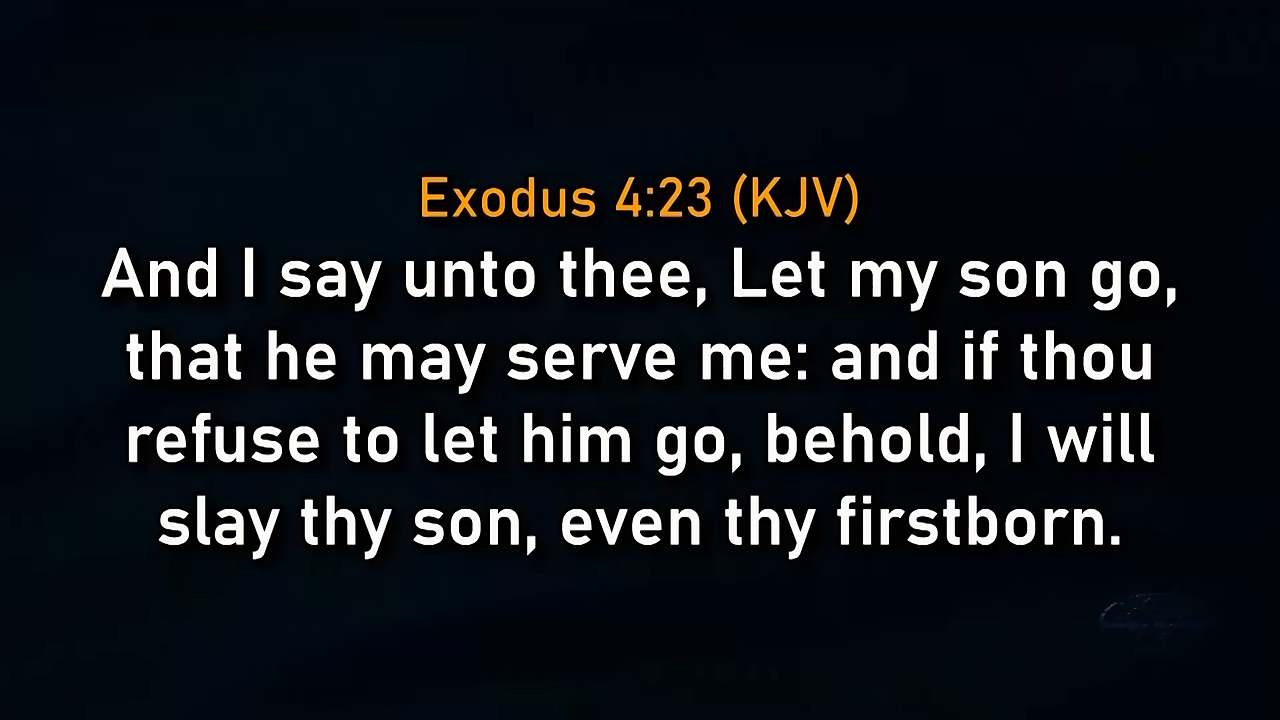 Exodus 4:23 (KJV)
And I say unto thee, Let my son go,
that he may serve me: and if thou
refuse to let him go, behold, I will
slay thy son, even thy firstborn.